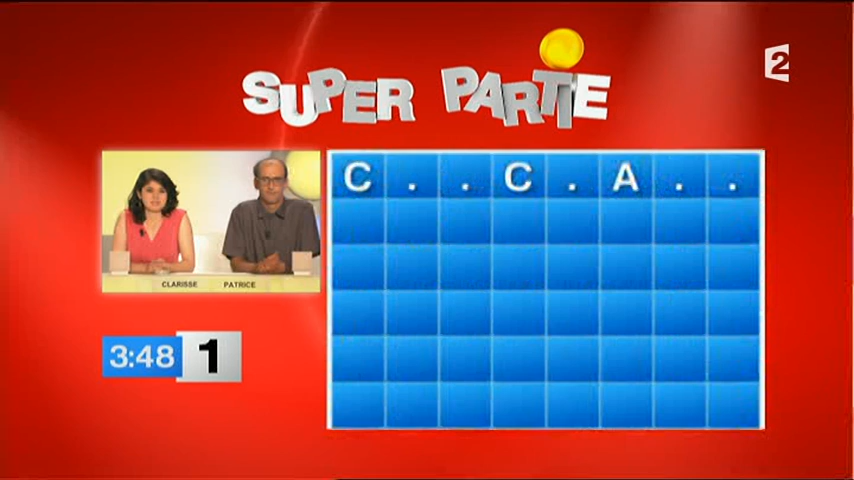 SUPER PARTIE
2
C . . C . A . .
CLARISSE PATRICE
3:48 1